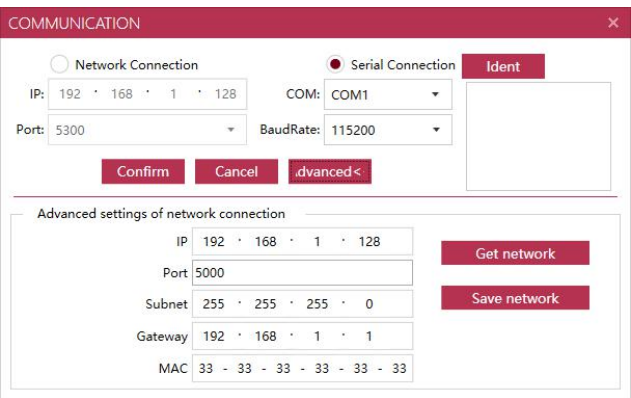 COMMUNICATION ×
Network Connection Serial Connection Ident
IP: 192 · 168 · 1 · 128 COM: COM1
Port: 5300 BaudRate: 115200
Confirm Cancel dvanced<
Advanced settings of network connection
IP 192 · 168 · 1 · 128
Get network
Port 5000
Subnet 255 · 255 · 255 · 0
Save network
Gateway 192 · 168 · 1 · 1
MAC 33 - 33 - 33 - 33 - 33 - 33